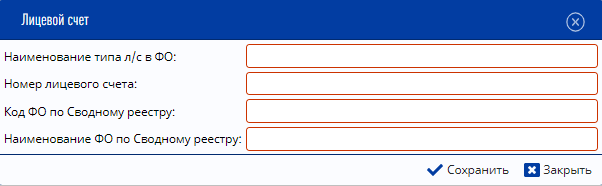 Лицевой счет
Наименование типа л/с в ФО:
Номер лицевого счета:
Код ФО по Сводному реестру:
Наименование ФО по Сводному реестру:
Сохранить Закрыть